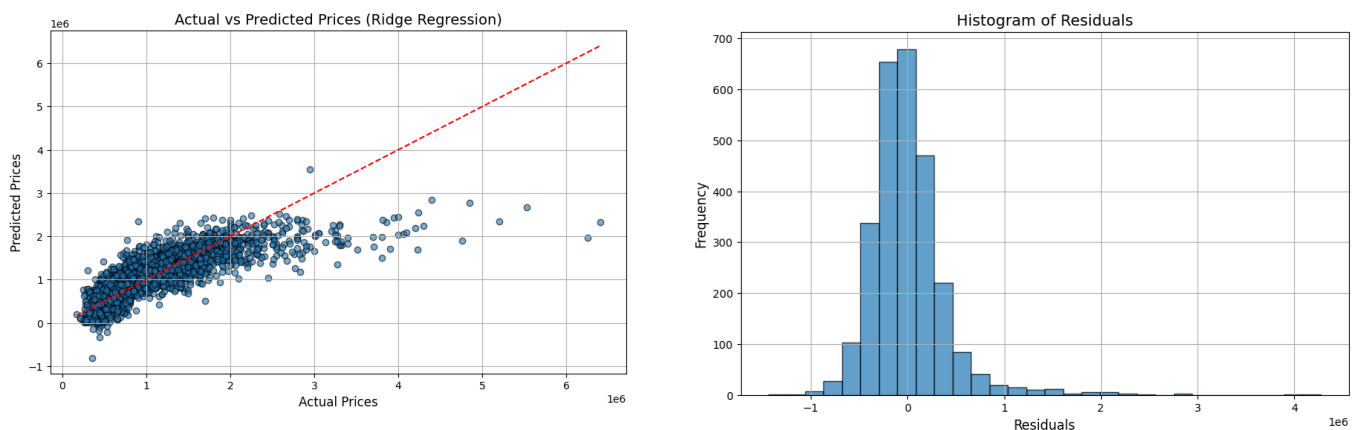 Actual vs Predicted Prices (Ridge Regression)
1e6
Predicted Prices
6
5
4
3
2
1
0
−1
0 1 2 3 4 5 6
1e6
Actual Prices
Histogram of Residuals
Frequency
700
600
500
400
300
200
100
0
−1 0 1 2 3 4
1e6
Residuals